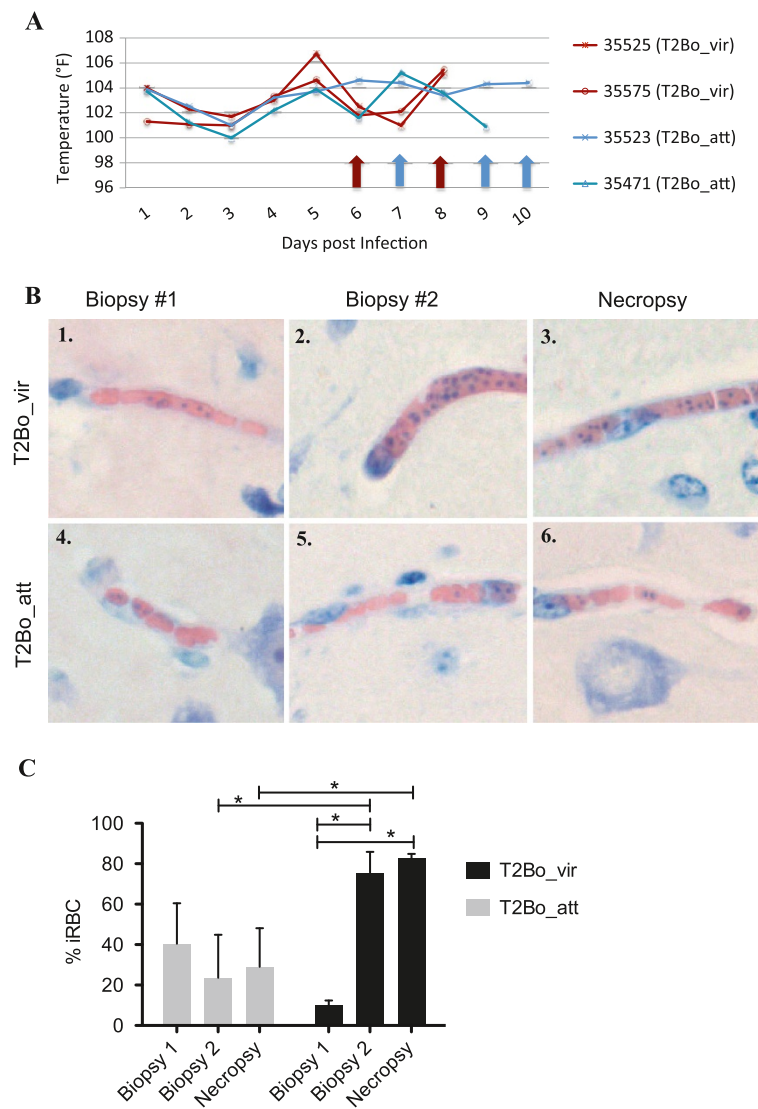 A
108
106
104
102
100
98
96
Temperature (°F)
1 2 3 4 5 6 7 8 9 10
Days post Infection
35525 (T2Bo_vir)
35575 (T2Bo_vir)
35523 (T2Bo_att)
35471 (T2Bo_att)
B
Biopsy #1 Biopsy #2 Necropsy
T2Bo_vir
1. 2. 3.
T2Bo_att
4. 5. 6.
C
* *
* *
100
80
60
40
20
0
% iRBC
Biopsy 1 Biopsy 2 Necropsy Biopsy 1 Biopsy 2 Necropsy
T2Bo_vir
T2Bo_att